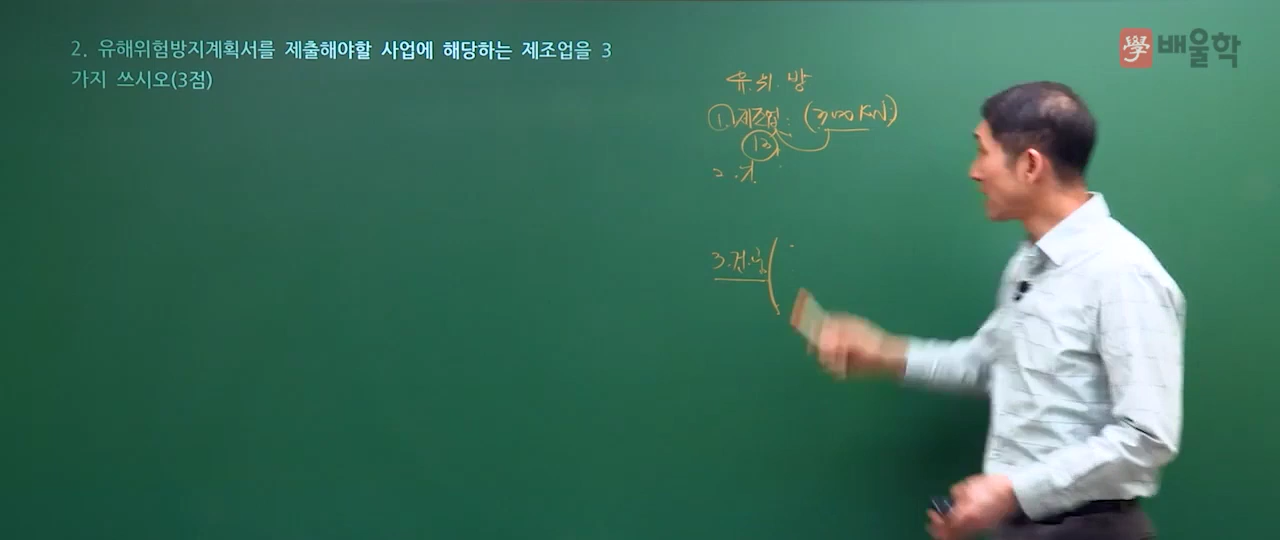 2. 유해위험방지계획서를 제출해야할 사업에 해당하는 제조업을 3
가지 쓰시오(3점)
學 배울학
유.위.방
① 제조업: (300KW)
13
2.기.
3.건.